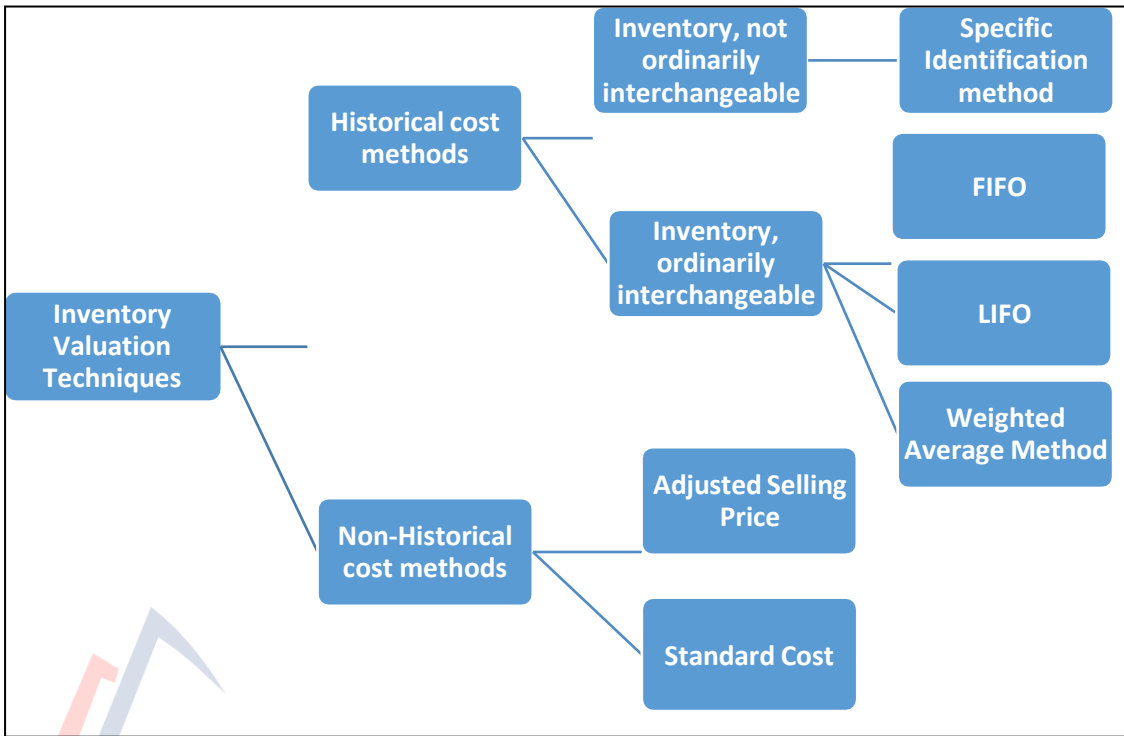 Inventory, not
ordinarily
interchangeable
Specific
Identification
method
Historical cost
methods
FIFO
Inventory,
ordinarily
interchangeable
LIFO
Inventory
Valuation
Techniques
Weighted
Average Method
Adjusted Selling
Price
Non-Historical
cost methods
Standard Cost